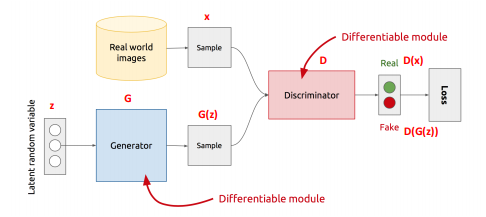 x
Real world
images
Sample
Differentiable module
D
Discriminator
Real
D(x)
Loss
Fake
D(G(z))
Latent random variable
z
G
Generator
G(z)
Sample
Differentiable module